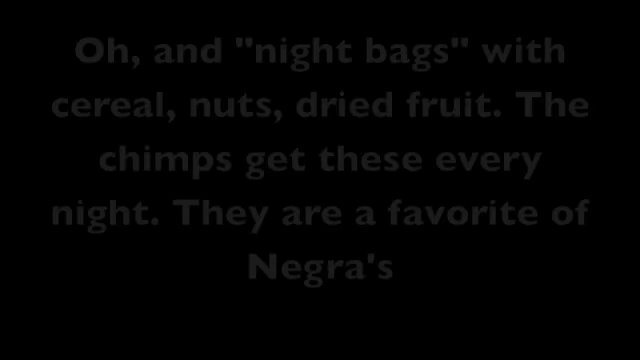 Oh, and "night bags" with
cereal, nuts, dried fruit. The
chimps get these every
night. They are a favorite of
Negra's